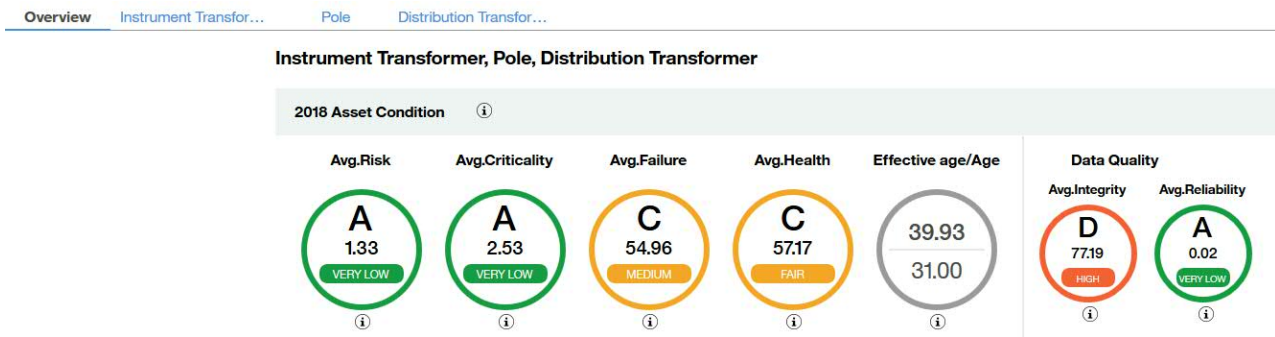 Overview Instrument Transfor... Pole Distribution Transfor...
Instrument Transformer, Pole, Distribution Transformer
2018 Asset Condition i
Avg.Risk Avg.Criticality Avg.Failure Avg.Health Effective age/Age Data Quality
Avg.Integrity Avg.Reliability
A A C C 39.93 D A
1.33 2.53 54.96 57.17 31.00 77.19 0.02
VERY LOW VERY LOW MEDIUM FAIR HIGH VERY LOW
i i i i i i i